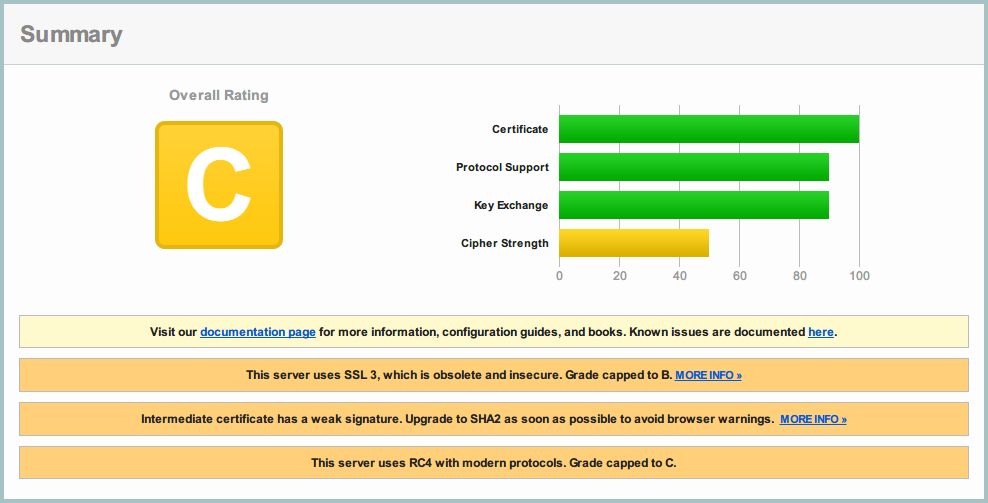 Summary
Overall Rating
C
Certificate
Protocol Support
Key Exchange
Cipher Strength
0 20 40 60 80 100
Visit our documentation page for more information, configuration guides, and books. Known issues are documented here.
This server uses SSL 3, which is obsolete and insecure. Grade capped to B. MORE INFO »
Intermediate certificate has a weak signature. Upgrade to SHA2 as soon as possible to avoid browser warnings. MORE INFO »
This server uses RC4 with modern protocols. Grade capped to C.